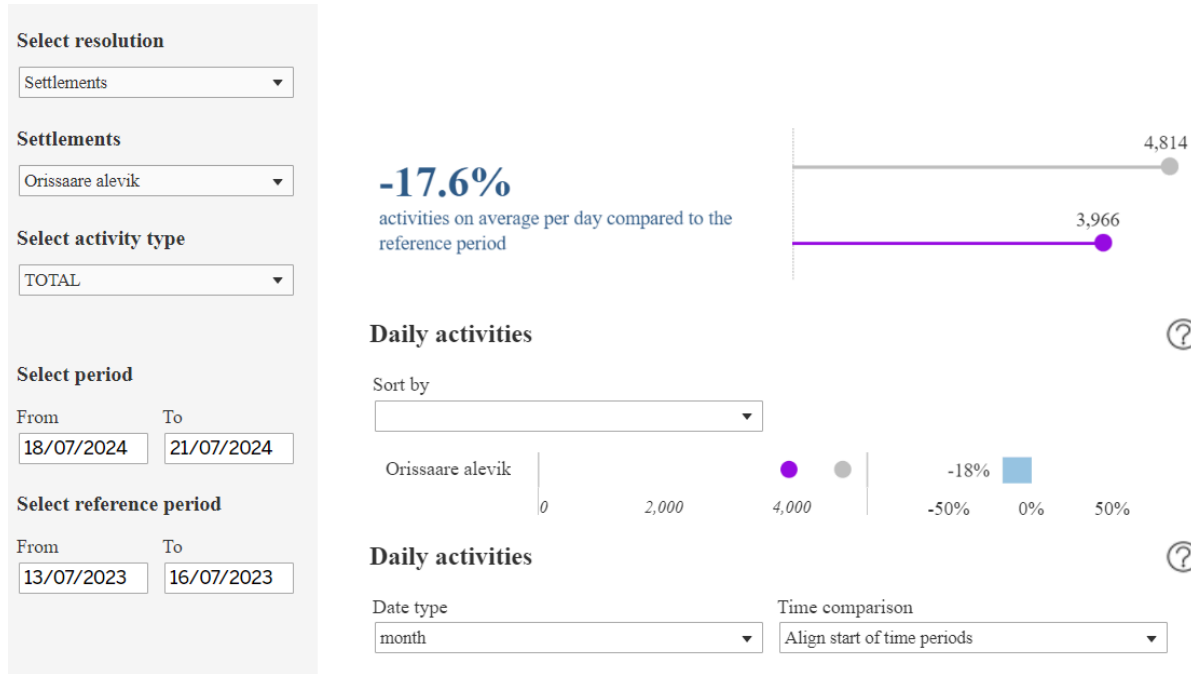 Select resolution
Settlements
Settlements
Orissaare alevik
Select activity type
TOTAL
Select period
From To
18/07/2024 21/07/2024
Select reference period
From To
13/07/2023 16/07/2023
4,814
-17.6%
activities on average per day compared to the
reference period
3,966
Daily activities
?
Sort by
Orissaare alevik -18%
0 2,000 4,000 -50% 0% 50%
Daily activities
?
Date type Time comparison
month Align start of time periods